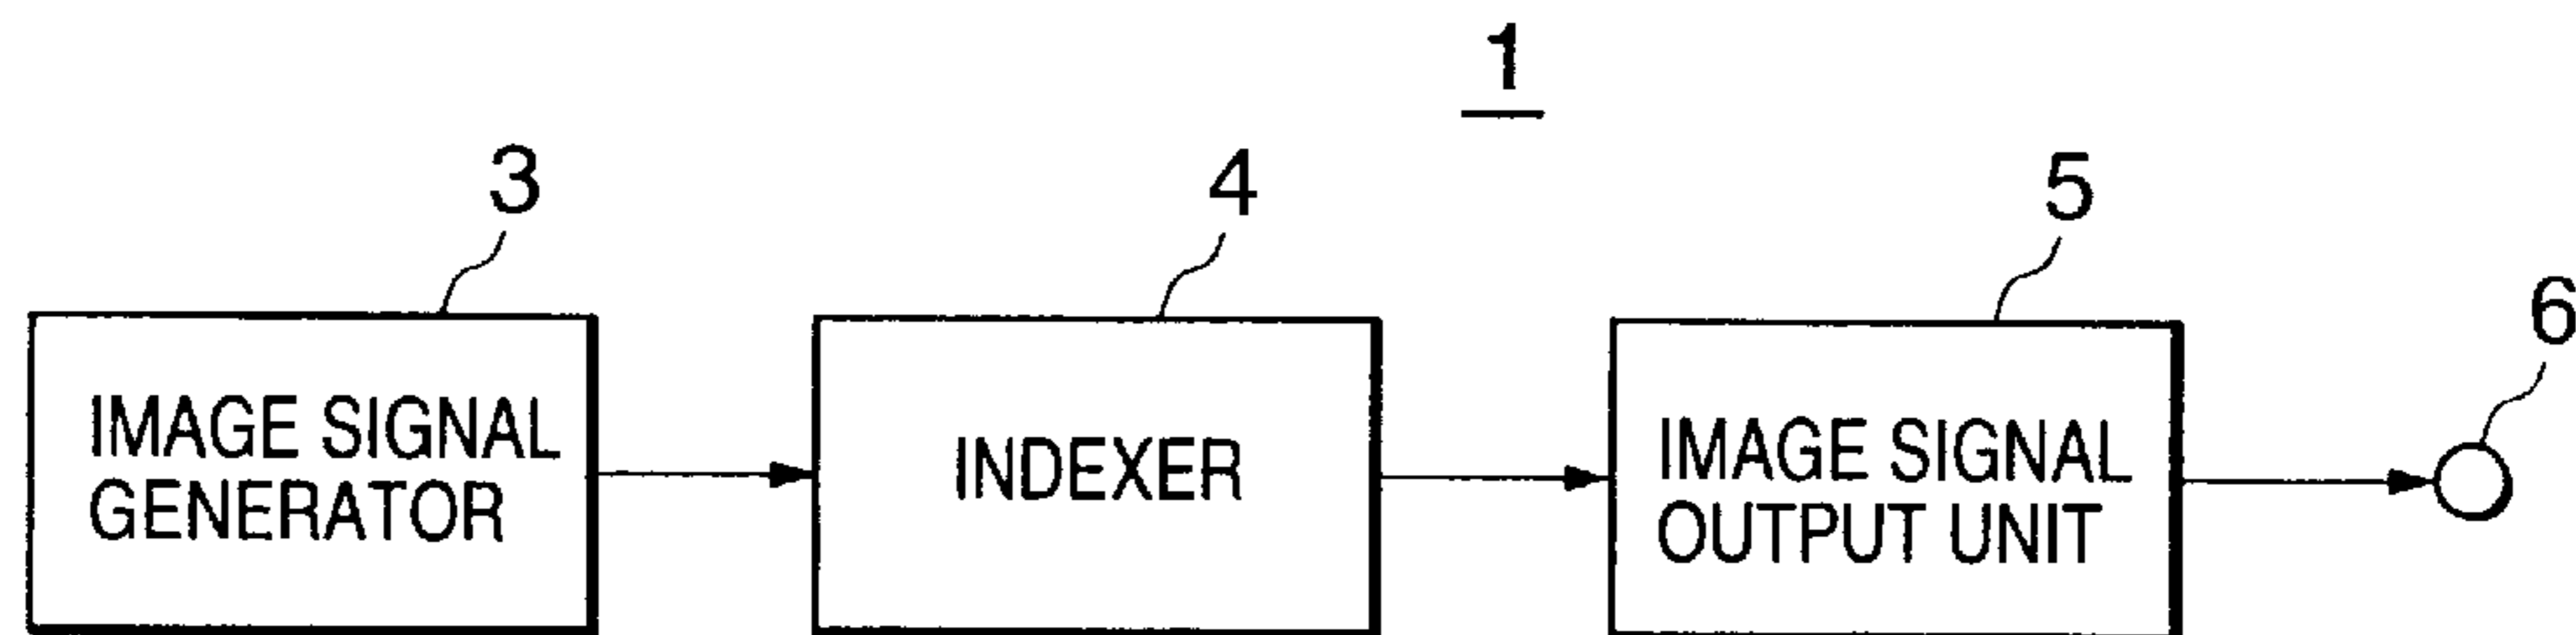 1
3
4
5
6
IMAGE SIGNAL
GENERATOR
INDEXER
IMAGE SIGNAL
OUTPUT UNIT